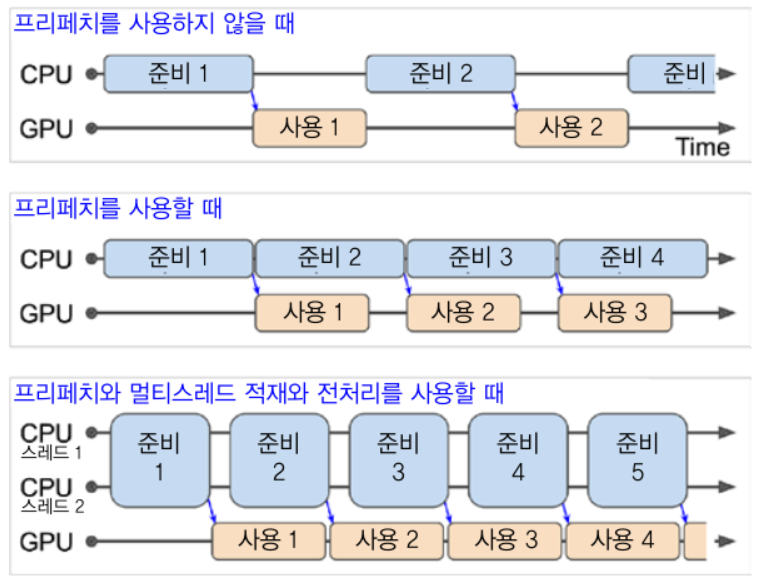 프리페치를 사용하지 않을 때
CPU 준비 1 준비 2 준비
GPU 사용 1 사용 2
Time
프리페치를 사용할 때
CPU 준비 1 준비 2 준비 3 준비 4
GPU 사용 1 사용 2 사용 3
프리페치와 멀티스레드 적재와 전처리를 사용할 때
CPU
스레드 1
준비 1
준비 2
준비 3
준비 4
준비 5
CPU
스레드 2
GPU 사용 1 사용 2 사용 3 사용 4